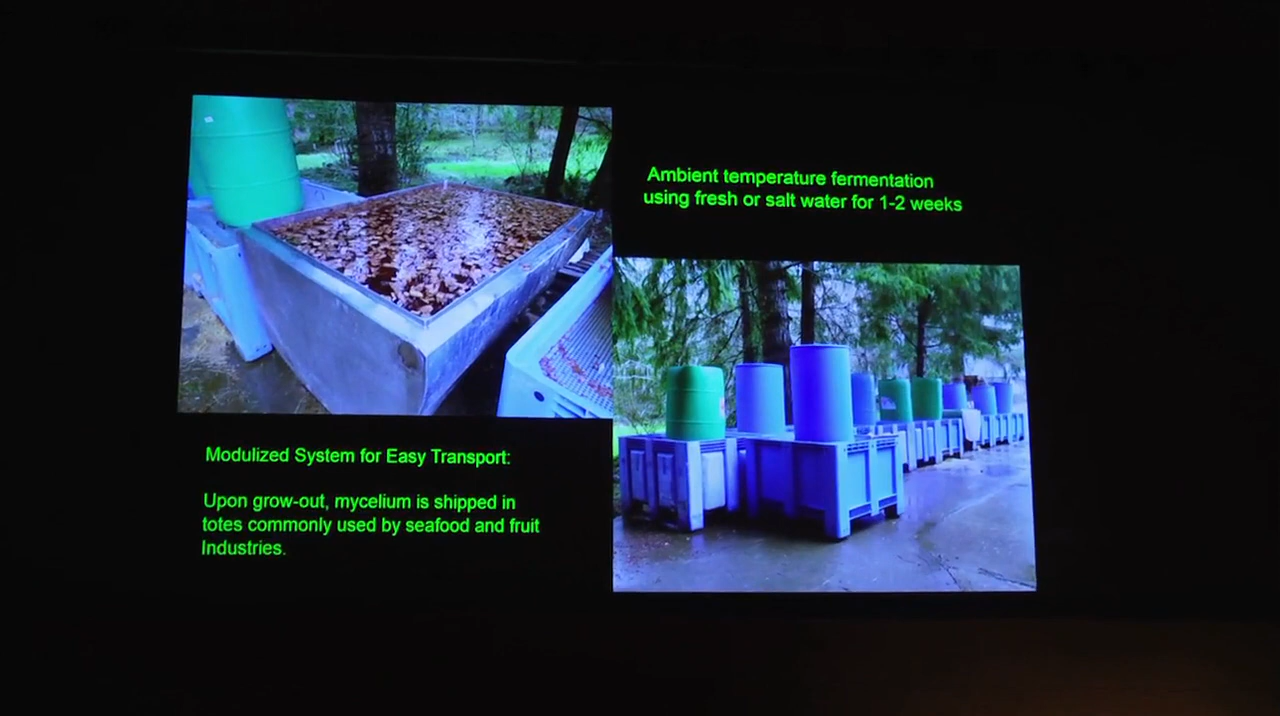 Ambient temperature fermentation
using fresh or salt water for 1-2 weeks
Modulized System for Easy Transport:
Upon grow-out, mycelium is shipped in
totes commonly used by seafood and fruit
Industries.